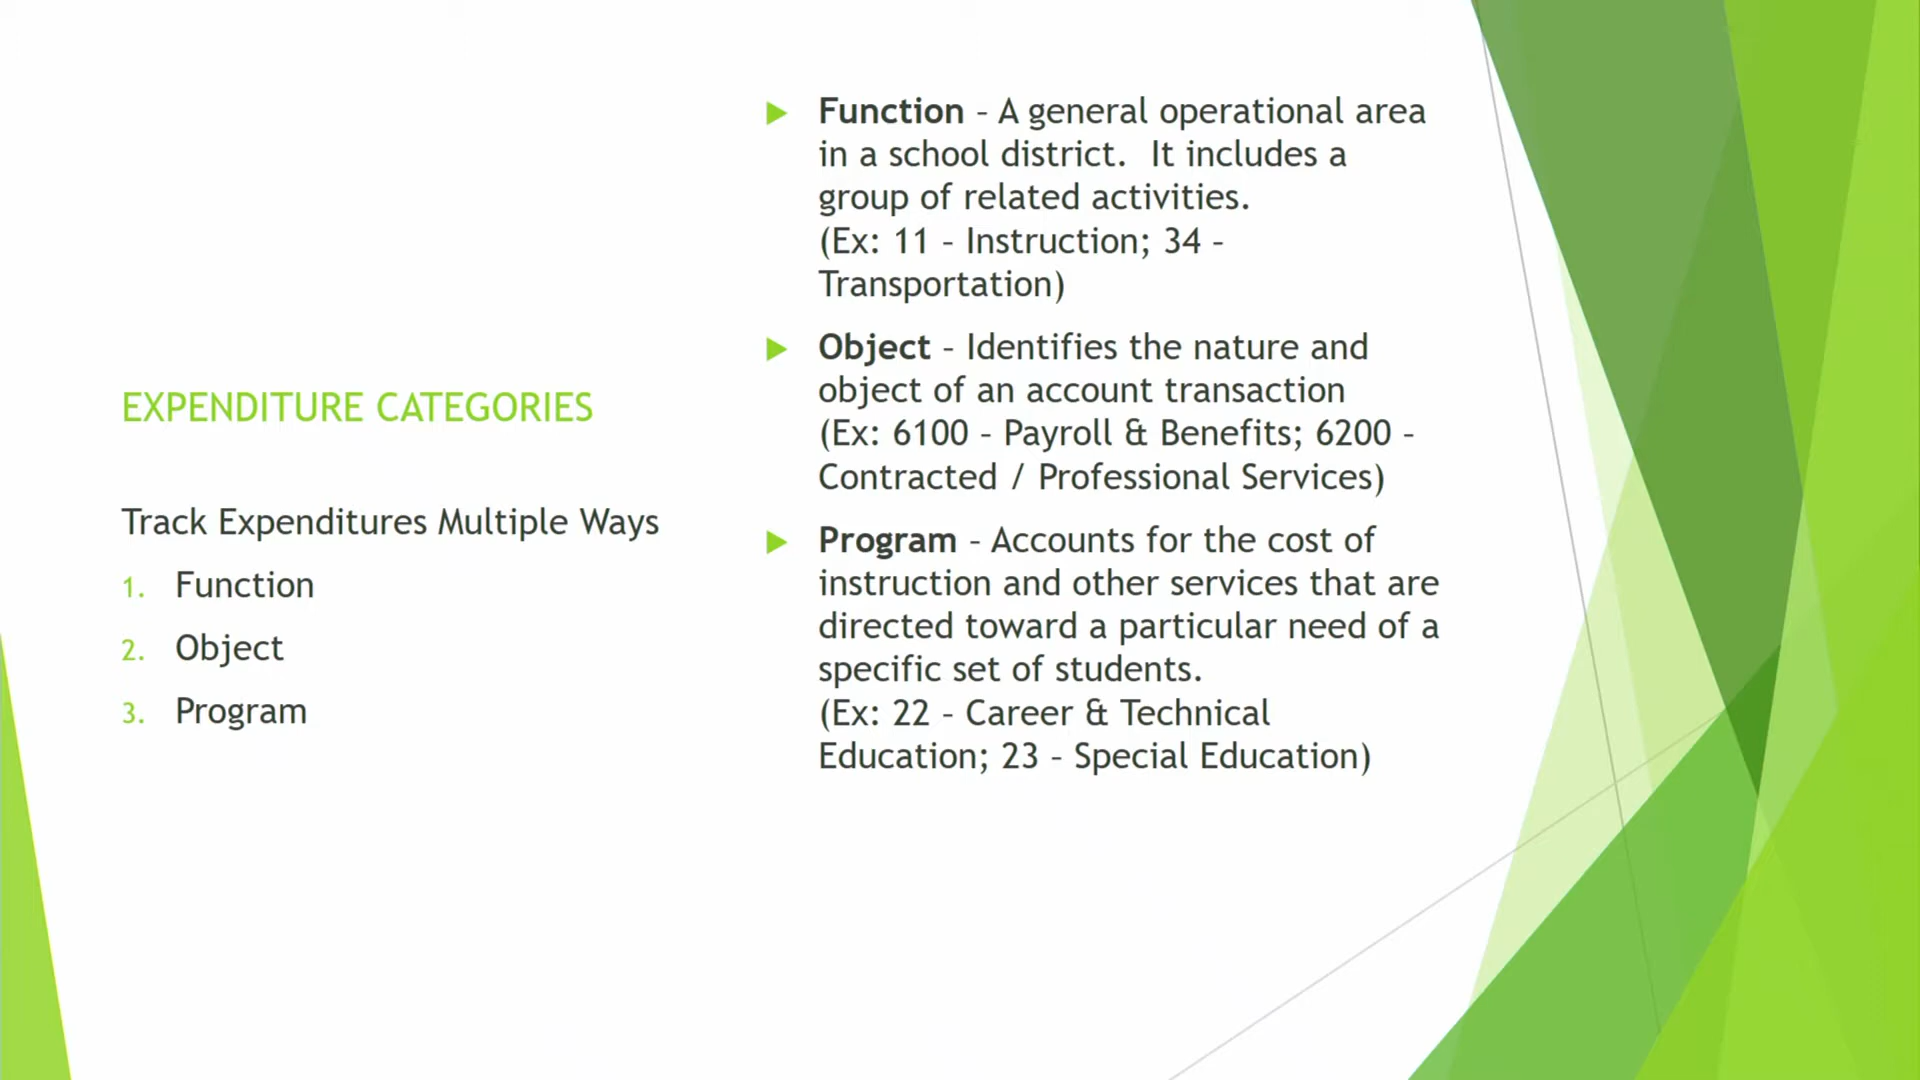 EXPENDITURE CATEGORIES
Track Expenditures Multiple Ways
1. Function
2. Object
3. Program
Function – A general operational area
in a school district.  It includes a
group of related activities.
(Ex: 11 – Instruction; 34 –
Transportation)
Object – Identifies the nature and
object of an account transaction
(Ex: 6100 – Payroll & Benefits; 6200 –
Contracted / Professional Services)
Program – Accounts for the cost of
instruction and other services that are
directed toward a particular need of a
specific set of students.
(Ex: 22 – Career & Technical
Education; 23 – Special Education)